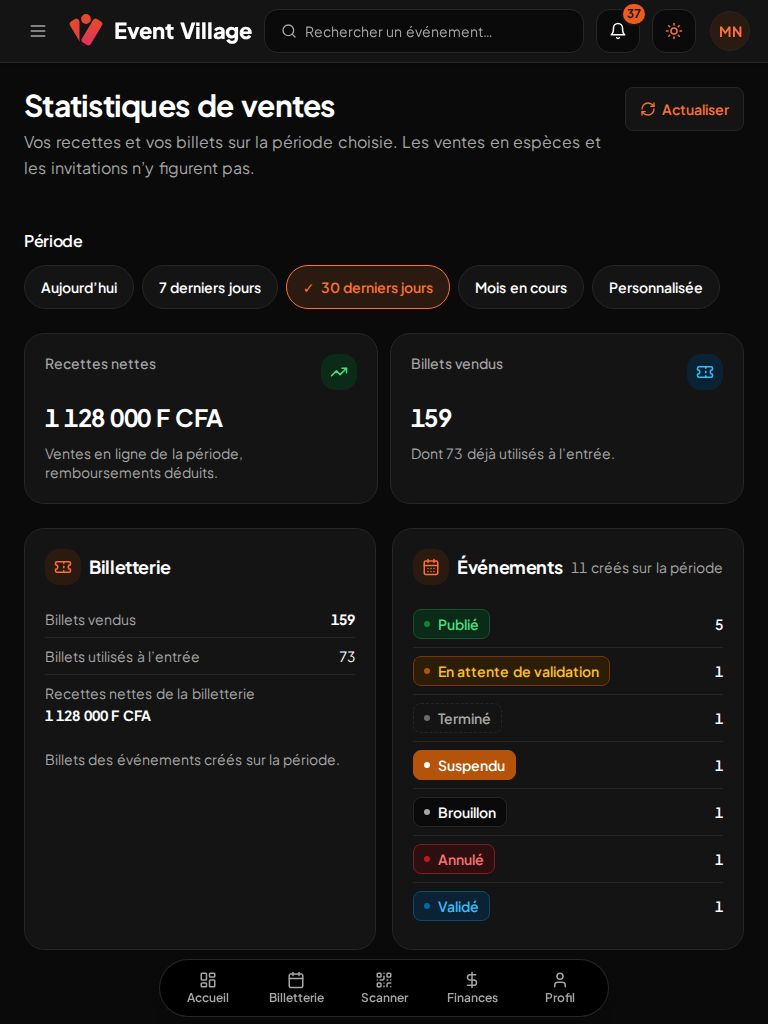 Event Village
Rechercher un événement…
37
MN
Statistiques de ventes
Actualiser
Vos recettes et vos billets sur la période choisie. Les ventes en espèces et
les invitations n’y figurent pas.
Période
Aujourd’hui
7 derniers jours
✓ 30 derniers jours
Mois en cours
Personnalisée
Recettes nettes
1 128 000 F CFA
Ventes en ligne de la période,
remboursements déduits.
Billets vendus
159
Dont 73 déjà utilisés à l’entrée.
Billetterie
Billets vendus 159
Billets utilisés à l’entrée 73
Recettes nettes de la billetterie
1 128 000 F CFA
Billets des événements créés sur la période.
Événements 11 créés sur la période
Publié 5
En attente de validation 1
Terminé 1
Suspendu 1
Brouillon 1
Annulé 1
Validé 1
Accueil
Billetterie
Scanner
Finances
Profil